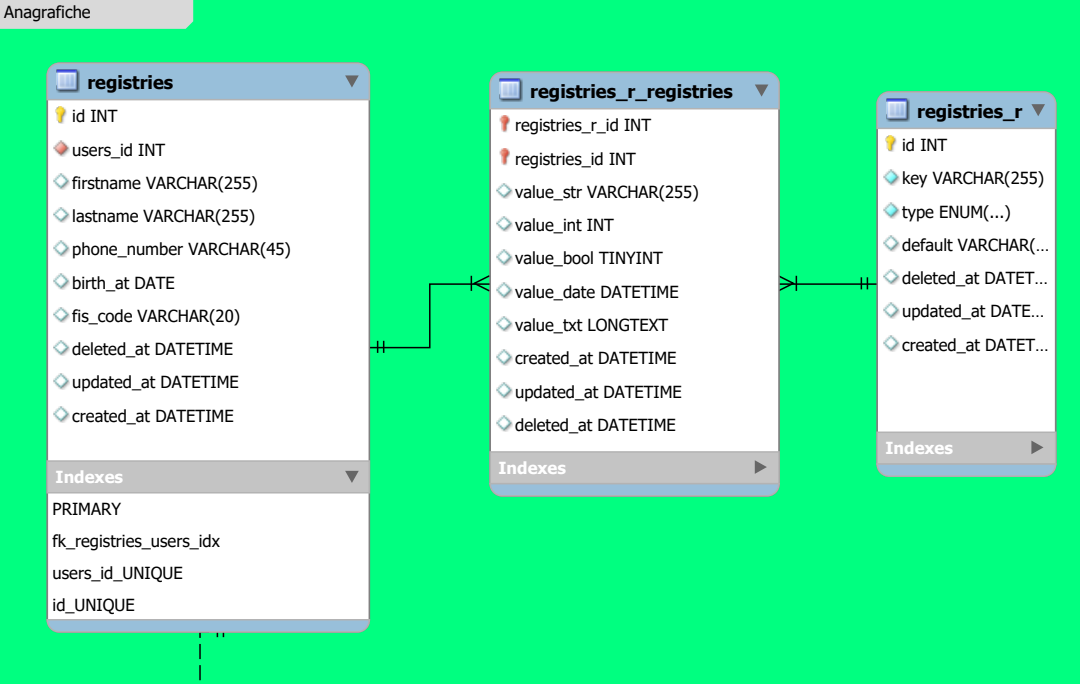 Anagrafiche
registries
id INT
users_id INT
firstname VARCHAR(255)
lastname VARCHAR(255)
phone_number VARCHAR(45)
birth_at DATE
fis_code VARCHAR(20)
deleted_at DATETIME
updated_at DATETIME
created_at DATETIME
Indexes
PRIMARY
fk_registries_users_idx
users_id_UNIQUE
id_UNIQUE
registries_r_registries
registries_r_id INT
registries_id INT
value_str VARCHAR(255)
value_int INT
value_bool TINYINT
value_date DATETIME
value_txt LONGTEXT
created_at DATETIME
updated_at DATETIME
deleted_at DATETIME
Indexes
registries_r
id INT
key VARCHAR(255)
type ENUM(...)
default VARCHAR(...
deleted_at DATET...
updated_at DATE...
created_at DATET...
Indexes